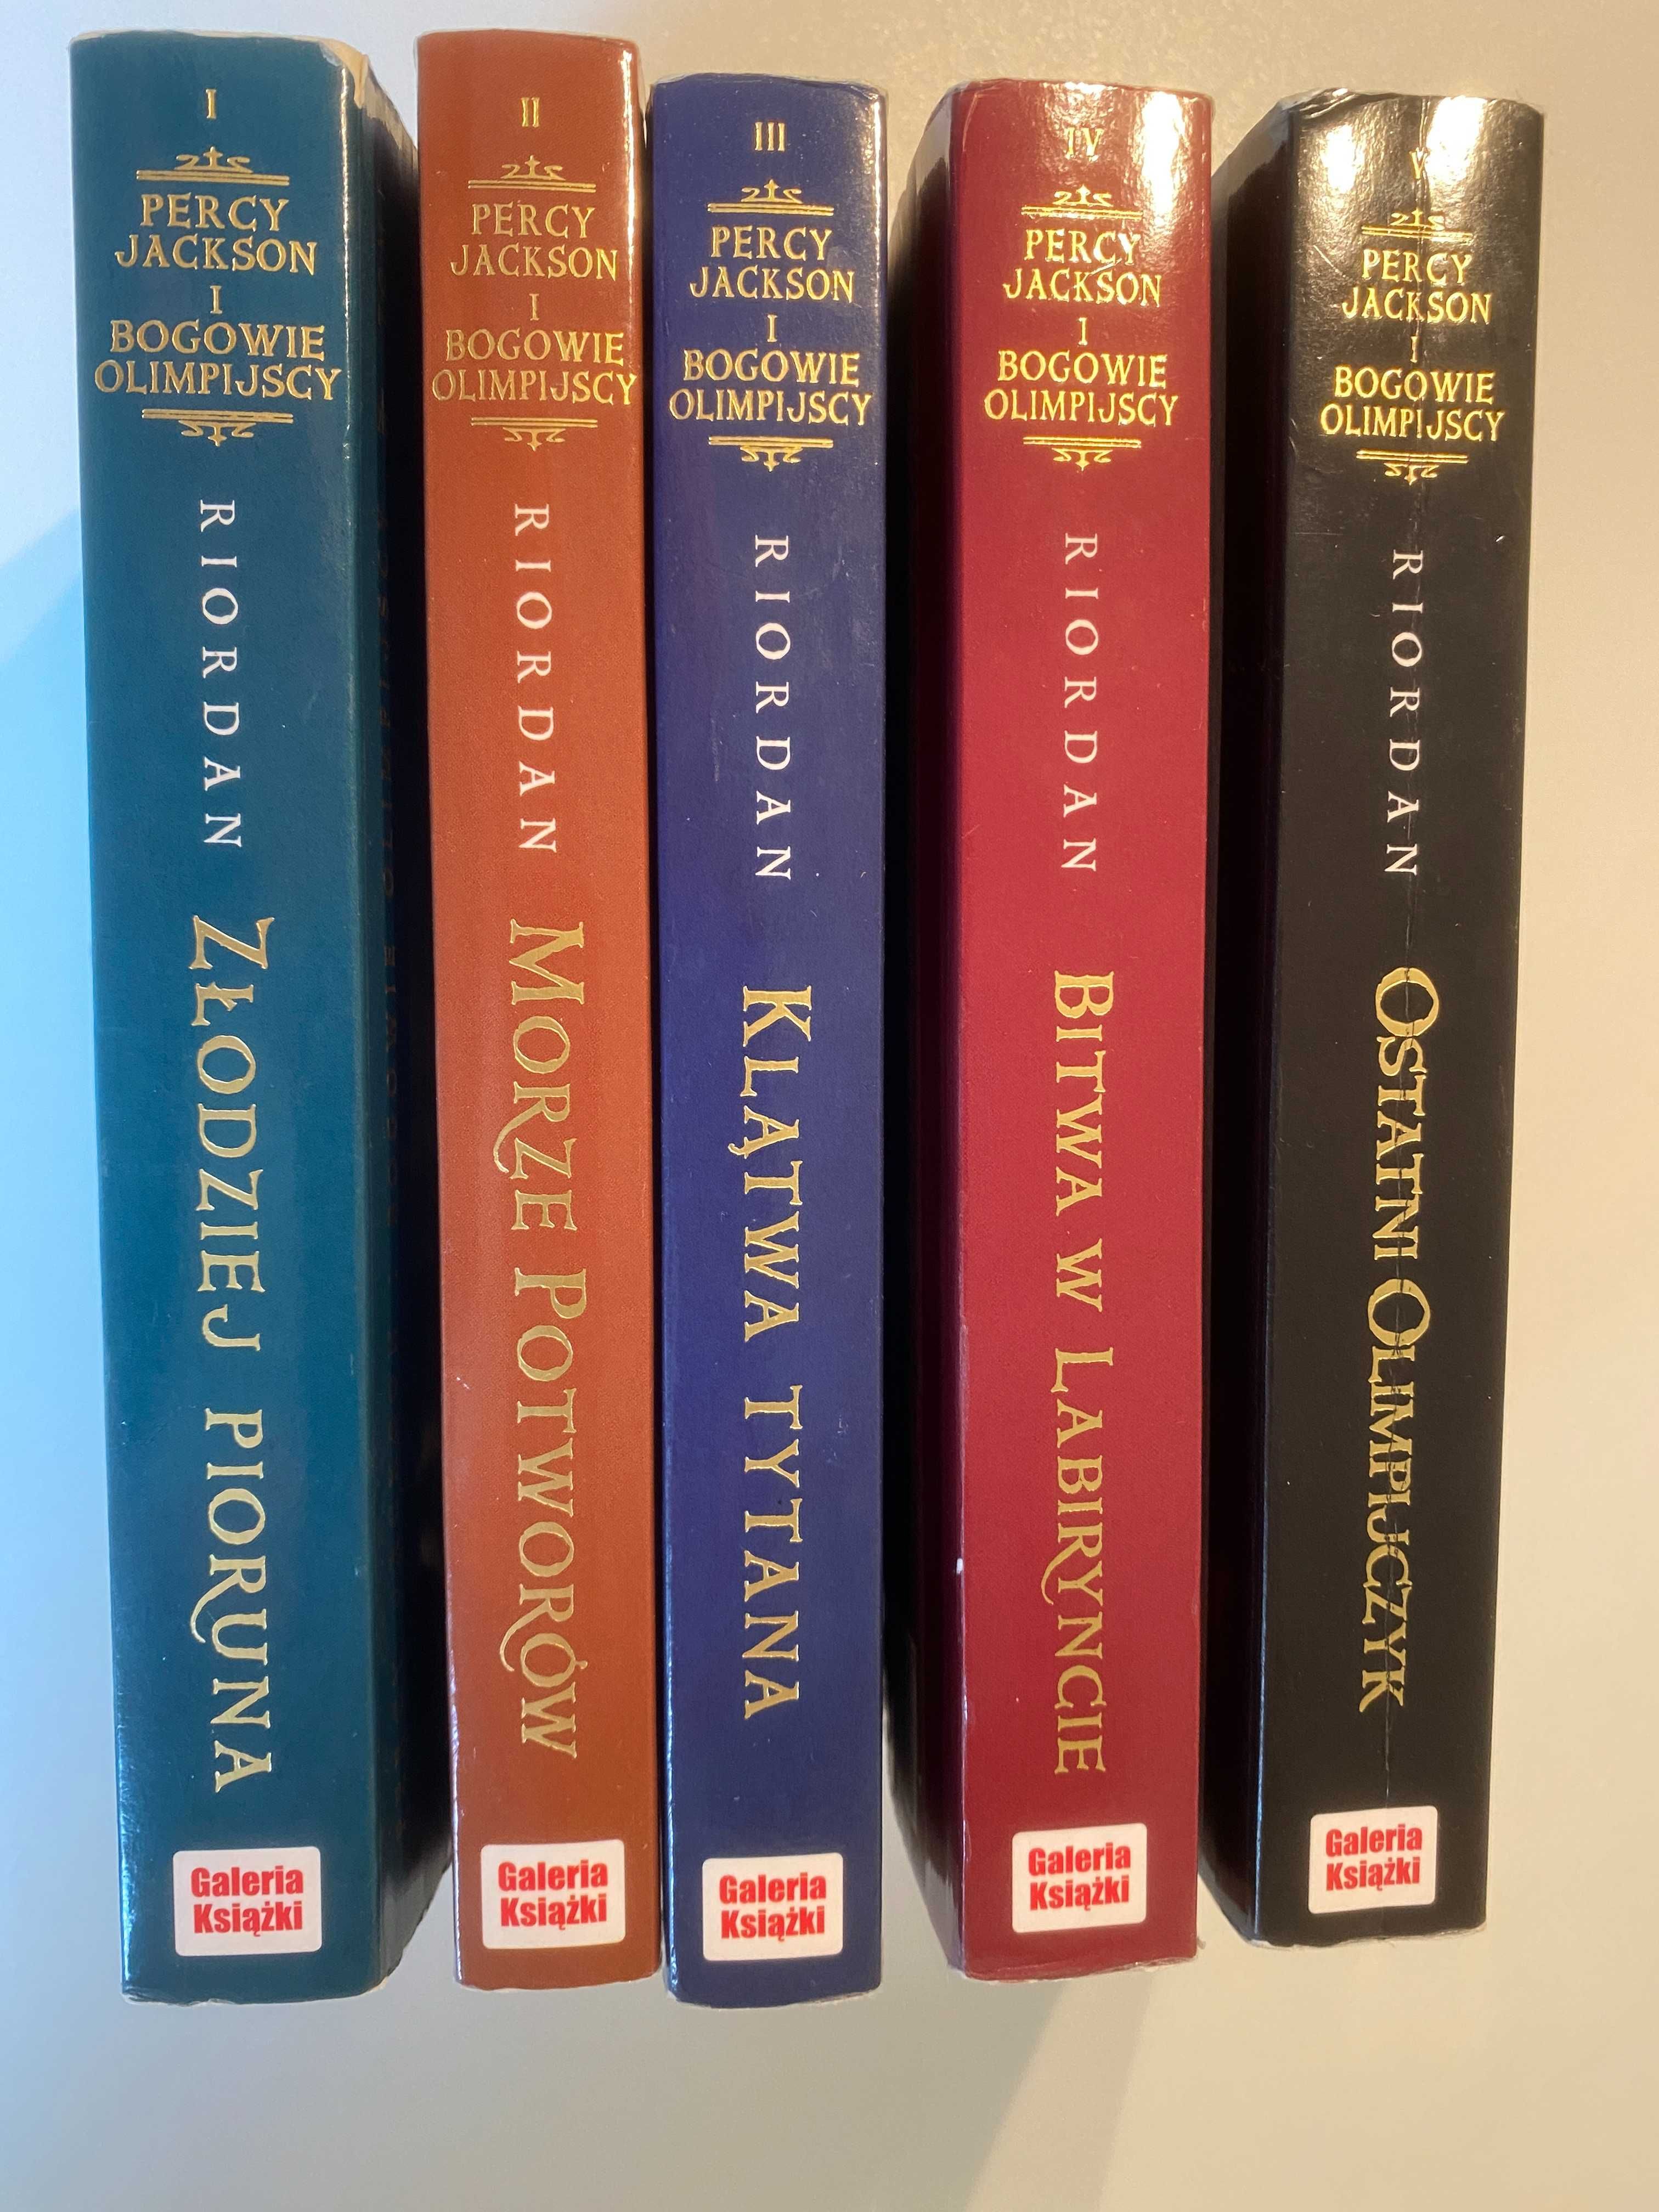 I
PERCY
JACKSON
I
BOGOWIE
OLIMPIJSCY
RIORDAN
ZŁODZIEJ PIORUNA
Galeria
Książki
II
PERCY
JACKSON
I
BOGOWIE
OLIMPIJSCY
RIORDAN
MORZE POTWORÓW
Galeria
Książki
III
PERCY
JACKSON
I
BOGOWIE
OLIMPIJSCY
RIORDAN
KLĄTWA TYTANA
Galeria
Książki
IV
PERCY
JACKSON
I
BOGOWIE
OLIMPIJSCY
RIORDAN
BITWA W LABIRYNCIE
Galeria
Książki
V
PERCY
JACKSON
I
BOGOWIE
OLIMPIJSCY
RIORDAN
OSTATNI OLIMPIJCZYK
Galeria
Książki